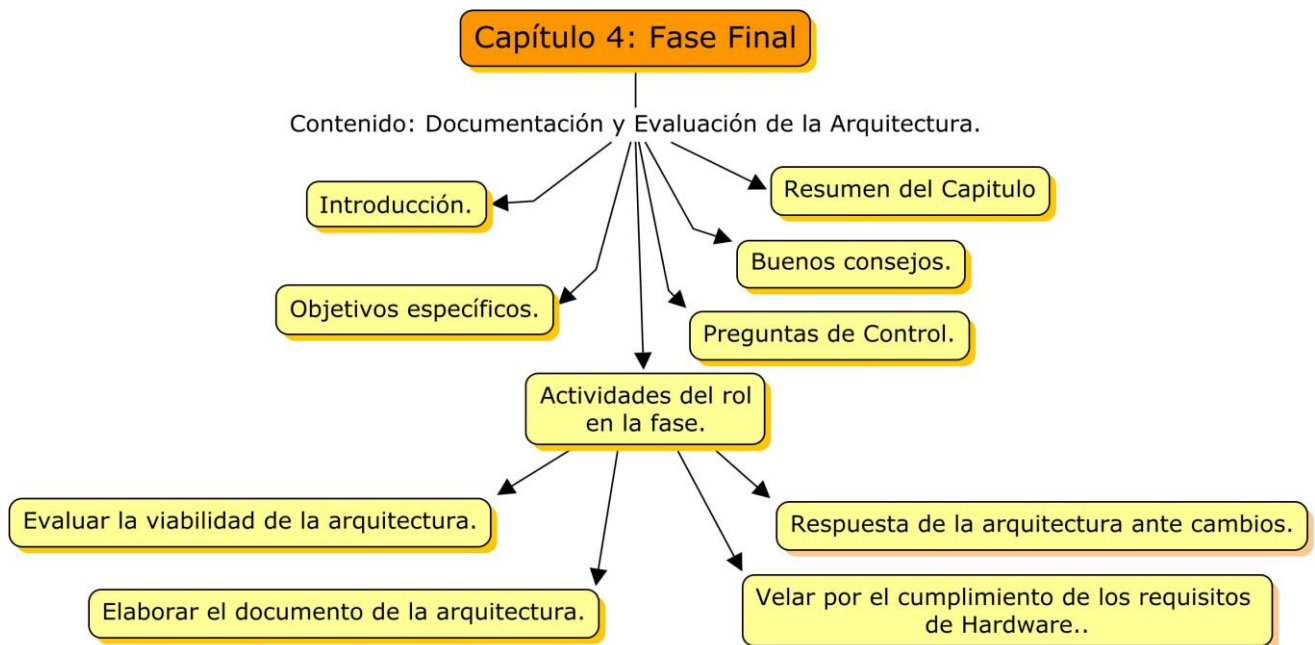 Capítulo 4: Fase Final
Contenido: Documentación y Evaluación de la Arquitectura.
Introducción.
Resumen del Capitulo
Buenos consejos.
Objetivos específicos.
Preguntas de Control.
Actividades del rol
en la fase.
Evaluar la viabilidad de la arquitectura.
Respuesta de la arquitectura ante cambios.
Elaborar el documento de la arquitectura.
Velar por el cumplimiento de los requisitos
de Hardware..